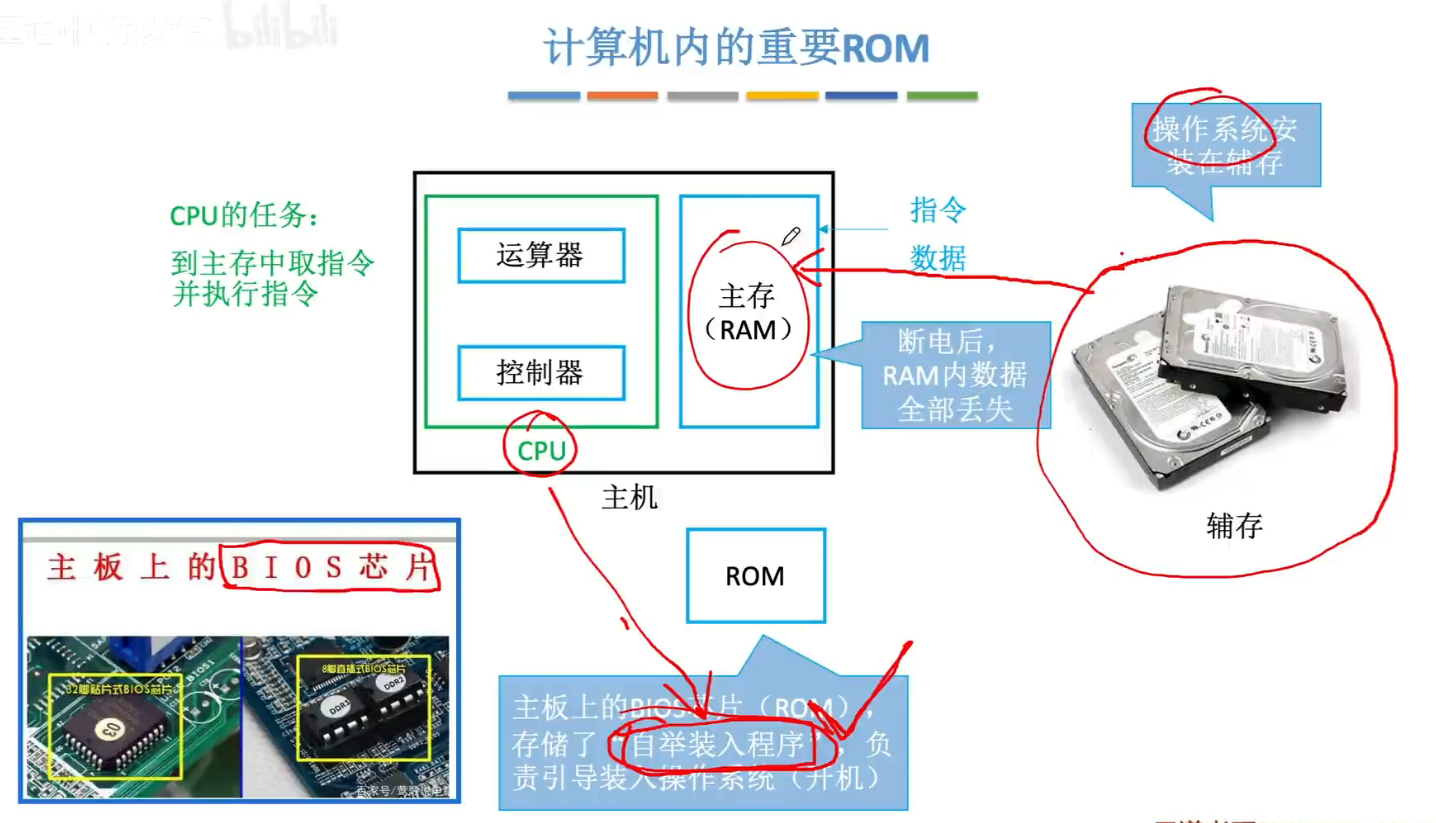 bilibili
计算机内的重要ROM
操作系统安
装在辅存
CPU的任务：
到主存中取指令
并执行指令
运算器
控制器
CPU
主存
（RAM）
指令
数据
断电后，
RAM内数据
全部丢失
主机
辅存
ROM
主板上的BIOS芯片（ROM），
存储了“自举装入程序”，负
责引导装入操作系统（开机）
主板上的BIOS芯片
32脚贴片式BIOS芯片
8脚直插式BIOS芯片
03
DDR1
DDR2
BIOS1